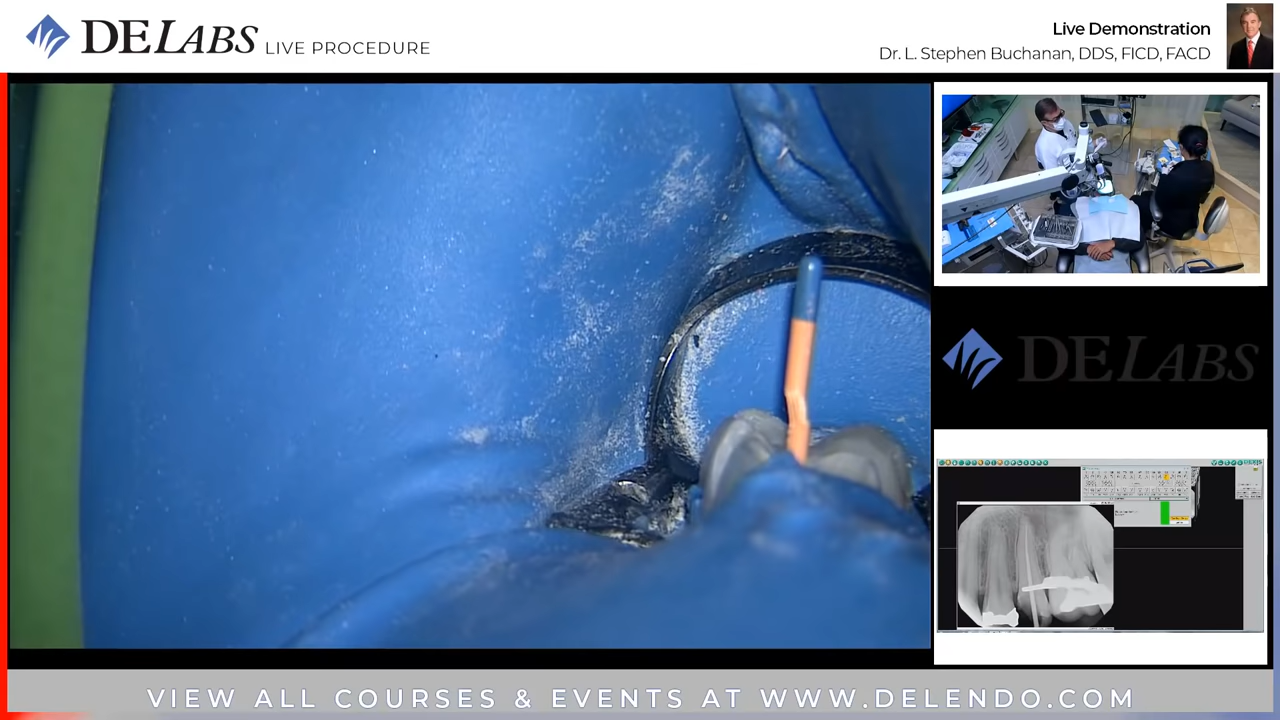 DELABS LIVE PROCEDURE
Live Demonstration
Dr. L. Stephen Buchanan, DDS, FICD, FACD
DELABS
VIEW ALL COURSES & EVENTS AT WWW.DELENDO.COM